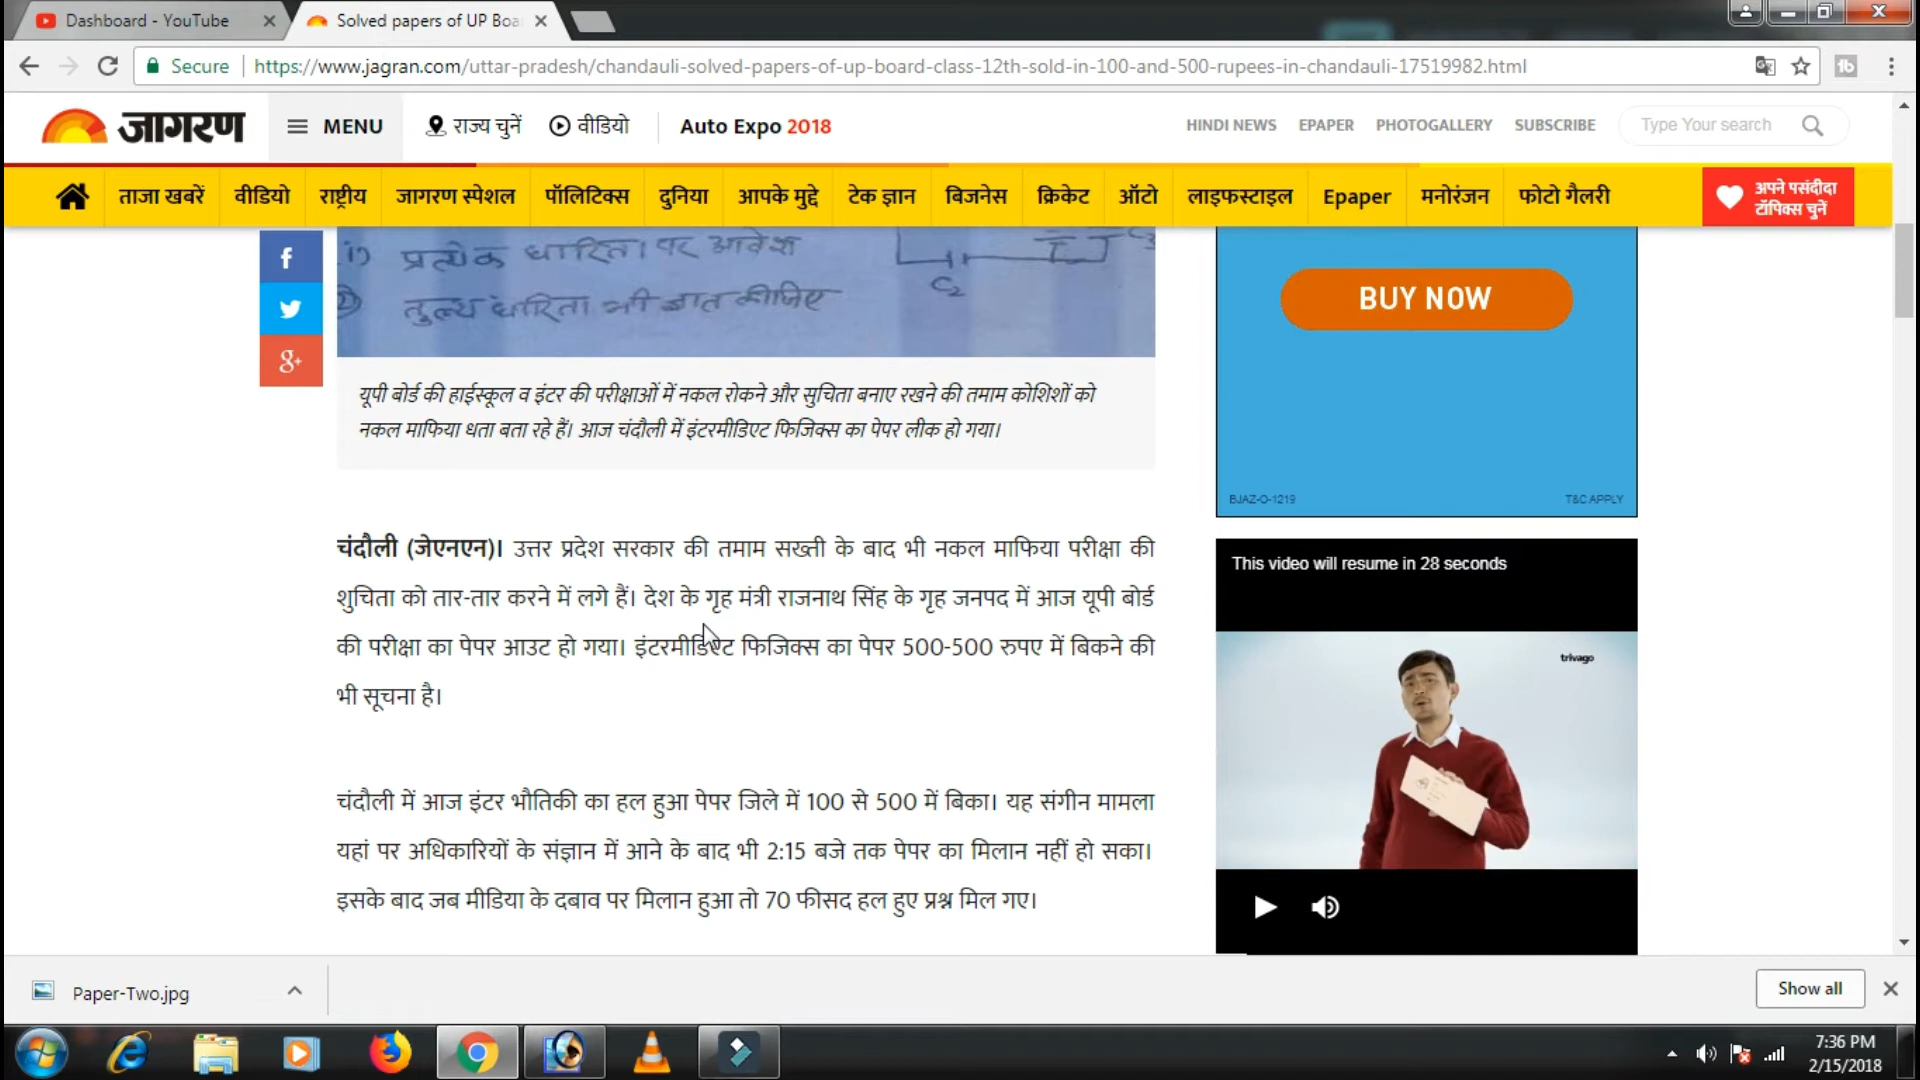 Dashboard - YouTube
Solved papers of UP Boa
Secure
https://www.jagran.com/uttar-pradesh/chandauli-solved-papers-of-up-board-class-12th-sold-in-100-and-500-rupees-in-chandauli-17519982.html
जागरण
MENU
राज्य चुनें
वीडियो
Auto Expo 2018
HINDI NEWS
EPAPER
PHOTOGALLERY
SUBSCRIBE
Type Your search
ताजा खबरें
वीडियो
राष्ट्रीय
जागरण स्पेशल
पॉलिटिक्स
दुनिया
आपके मुद्दे
टेक ज्ञान
बिजनेस
क्रिकेट
ऑटो
लाइफस्टाइल
Epaper
मनोरंजन
फोटो गैलरी
अपने पसंदीदा
टॉपिक्स चुनें
प्रत्येक धारिता पर आवेश
C2
तुल्य धारिता भी ज्ञात कीजिए
यूपी बोर्ड की हाईस्कूल व इंटर की परीक्षाओं में नकल रोकने और सुचिता बनाए रखने की तमाम कोशिशों को
नकल माफिया धता बता रहे हैं। आज चंदौली में इंटरमीडिएट फिजिक्स का पेपर लीक हो गया।
चंदौली (जेएनएन)। उत्तर प्रदेश सरकार की तमाम सख्ती के बाद भी नकल माफिया परीक्षा की
शुचिता को तार-तार करने में लगे हैं। देश के गृह मंत्री राजनाथ सिंह के गृह जनपद में आज यूपी बोर्ड
की परीक्षा का पेपर आउट हो गया। इंटरमीडिएट फिजिक्स का पेपर 500-500 रुपए में बिकने की
भी सूचना है।
चंदौली में आज इंटर भौतिकी का हल हुआ पेपर जिले में 100 से 500 में बिका। यह संगीन मामला
यहां पर अधिकारियों के संज्ञान में आने के बाद भी 2:15 बजे तक पेपर का मिलान नहीं हो सका।
इसके बाद जब मीडिया के दबाव पर मिलान हुआ तो 70 फीसद हल हुए प्रश्न मिल गए।
BUY NOW
BJAZ-O-1219
T&C APPLY
This video will resume in 28 seconds
trivago
Paper-Two.jpg
Show all
7:36 PM
2/15/2018